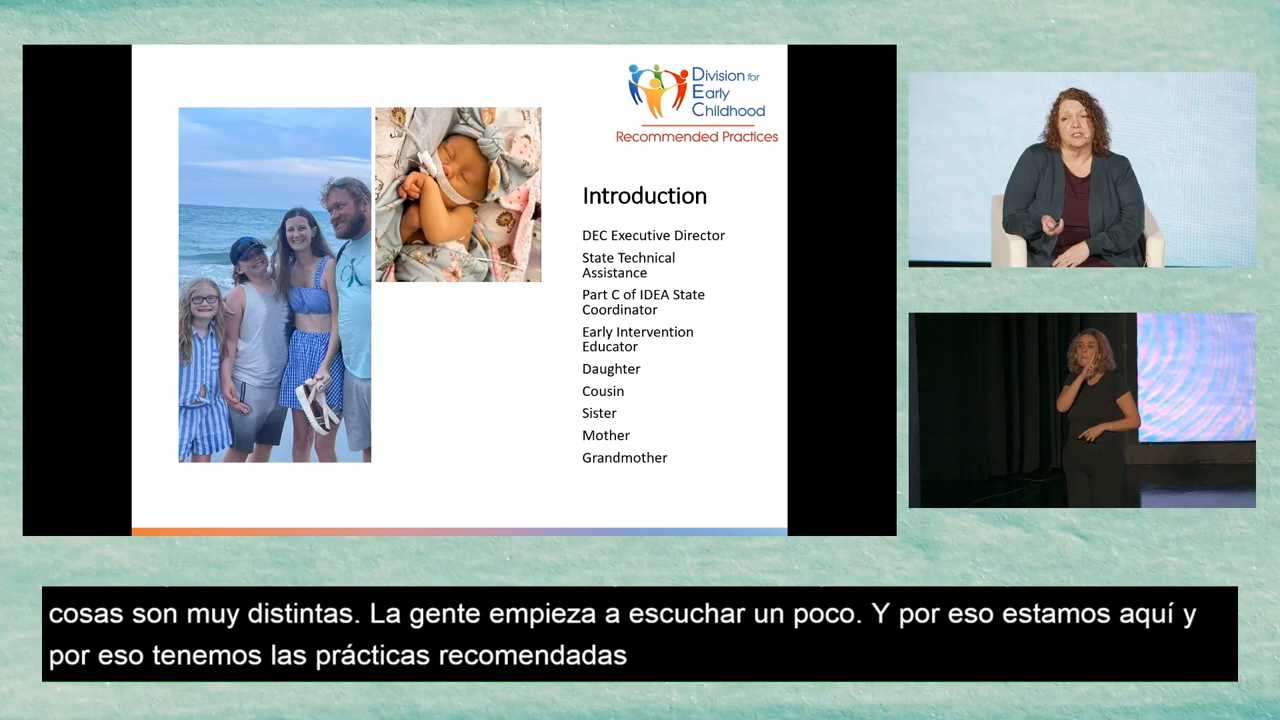 Division for
Early
Childhood
Recommended Practices
Introduction
DEC Executive Director
State Technical
Assistance
Part C of IDEA State
Coordinator
Early Intervention
Educator
Daughter
Cousin
Sister
Mother
Grandmother
cosas son muy distintas. La gente empieza a escuchar un poco. Y por eso estamos aquí y
por eso tenemos las prácticas recomendadas